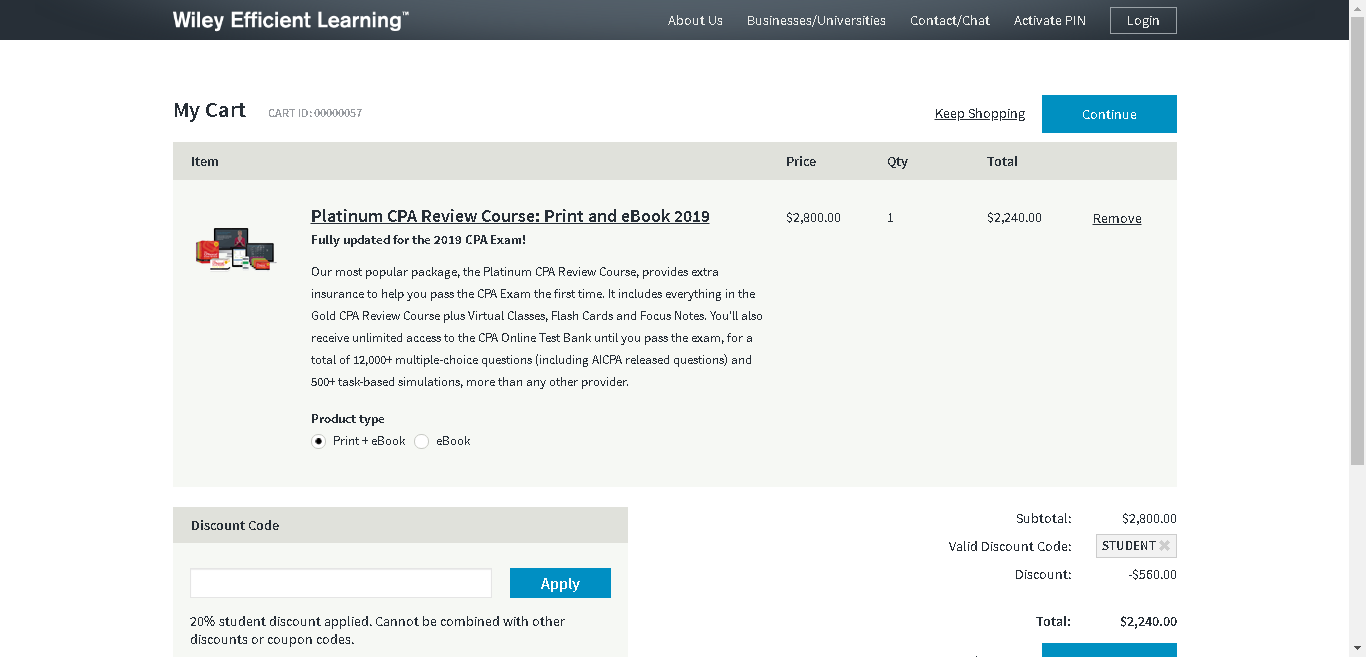 Wiley Efficient Learning™
About Us Businesses/Universities Contact/Chat Activate PIN Login
My Cart CART ID: 00000057 Keep Shopping Continue
Item Price Qty Total
Platinum CPA Review Course: Print and eBook 2019 $2,800.00 1 $2,240.00 Remove
Fully updated for the 2019 CPA Exam!
Our most popular package, the Platinum CPA Review Course, provides extra
insurance to help you pass the CPA Exam the first time. It includes everything in the
Gold CPA Review Course plus Virtual Classes, Flash Cards and Focus Notes. You'll also
receive unlimited access to the CPA Online Test Bank until you pass the exam, for a
total of 12,000+ multiple-choice questions (including AICPA released questions) and
500+ task-based simulations, more than any other provider.
Product type
Print + eBook eBook
Discount Code
Apply
20% student discount applied. Cannot be combined with other
discounts or coupon codes.
Subtotal: $2,800.00
Valid Discount Code: STUDENT
Discount: -$560.00
Total: $2,240.00